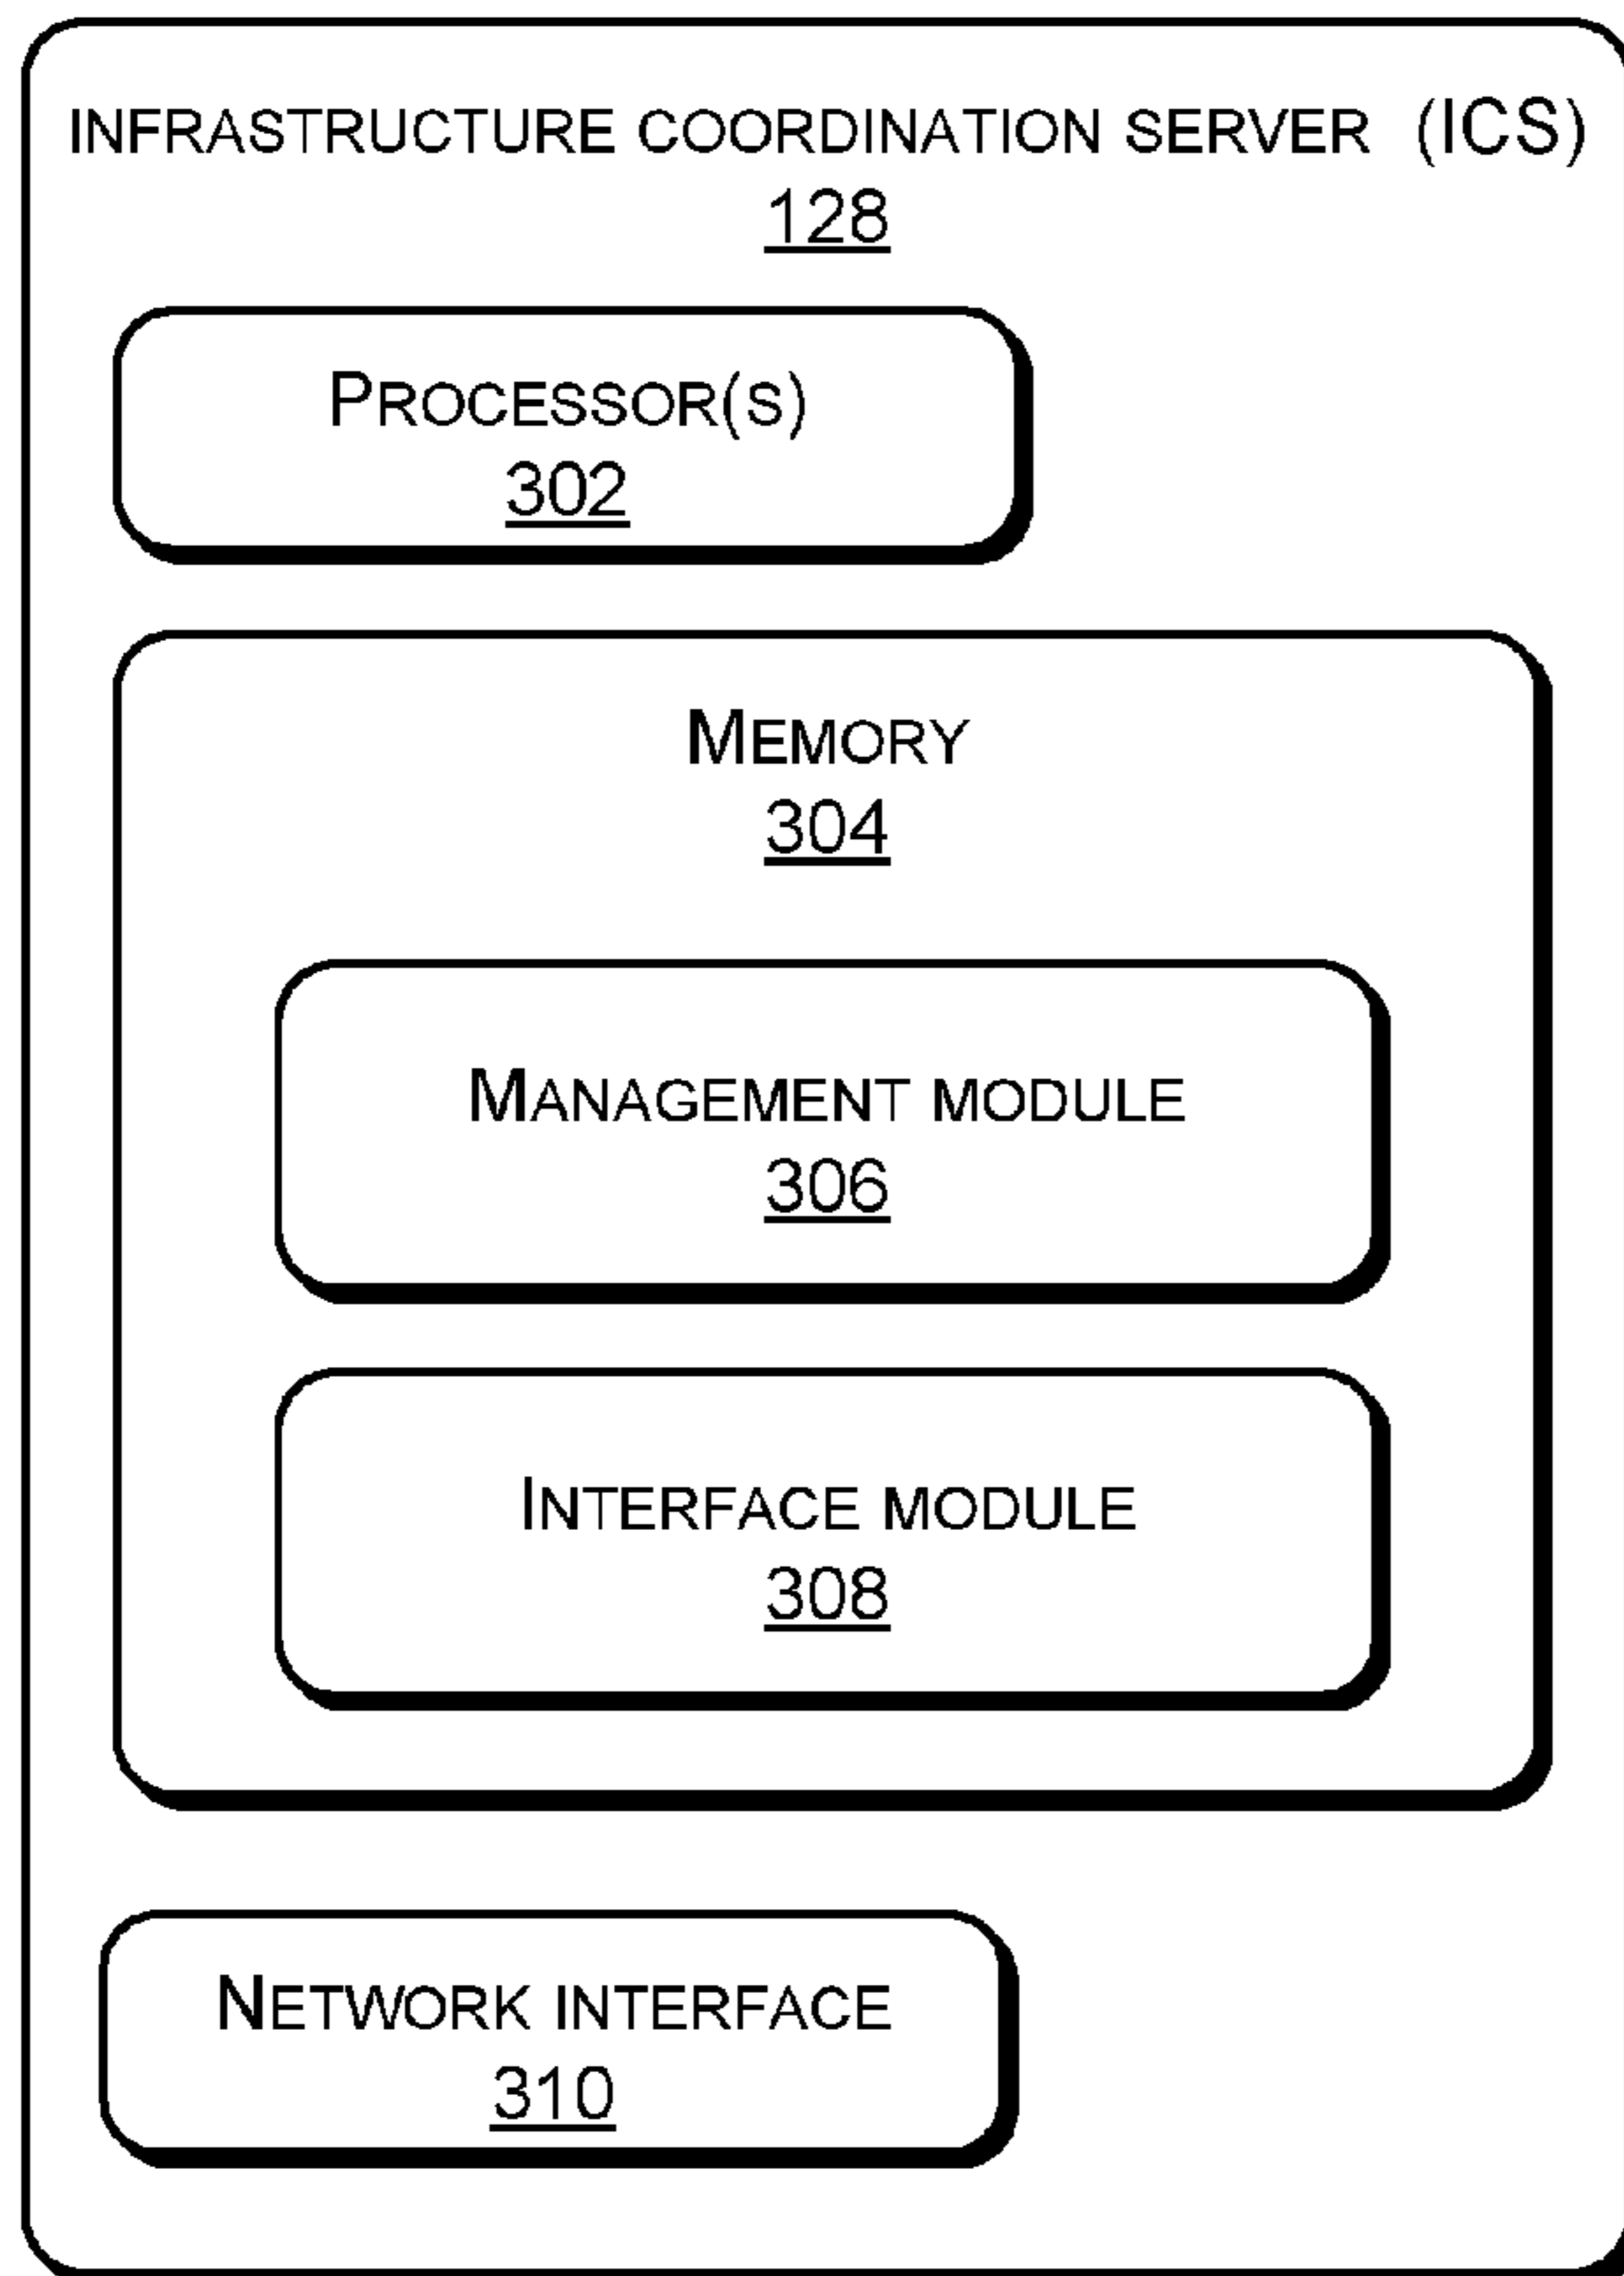 INFRASTRUCTURE COORDINATION SERVER (ICS)
128
PROCESSOR(S)
302
MEMORY
304
MANAGEMENT MODULE
306
INTERFACE MODULE
308
NETWORK INTERFACE
310